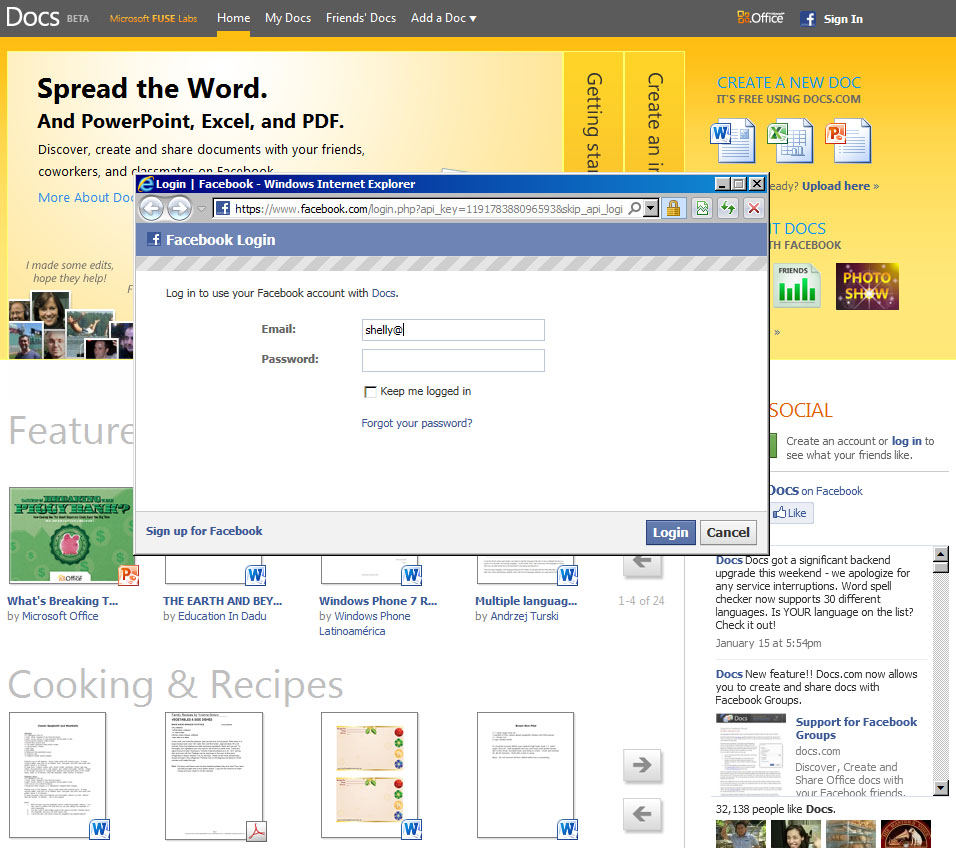 Docs BETA
Microsoft FUSE Labs
Home
My Docs
Friends' Docs
Add a Doc ▾
Office
Sign In
Spread the Word.
And PowerPoint, Excel, and PDF.
Discover, create and share documents with your friends,
coworkers, and classmates on Facebook.
More About Do
I made some edits,
hope they help!
F
Getting sta
Create an i
CREATE A NEW DOC
IT'S FREE USING DOCS.COM
eady? Upload here »
T DOCS
TH FACEBOOK
FRIENDS
PHOTO
SHOW
»
Login | Facebook - Windows Internet Explorer
https://www.facebook.com/login.php?api_key=119178388096593&skip_api_logi
Facebook Login
Log in to use your Facebook account with Docs.
Email:
shelly@
Password:
Keep me logged in
Forgot your password?
Sign up for Facebook
Login
Cancel
Feature
SOCIAL
Create an account or log in to
see what your friends like.
Docs on Facebook
Like
BREAKING THE
PIGGY BANK?
Office
What's Breaking T...
by Microsoft Office
THE EARTH AND BEY...
by Education In Dadu
Windows Phone 7 R...
by Windows Phone
Latinoamérica
Multiple languag...
by Andrzej Turski
1-4 of 24
Docs Docs got a significant backend
upgrade this weekend - we apologize for
any service interruptions. Word spell
checker now supports 30 different
languages. Is YOUR language on the list?
Check it out!
January 15 at 5:54pm
Docs New feature!! Docs.com now allows
you to create and share docs with
Facebook Groups.
Docs
Support for Facebook
Groups
docs.com
Discover, Create and
Share Office docs with
your Facebook friends.
32,138 people like Docs.
Cooking & Recipes
VEGETABLES & SIDE DISHES